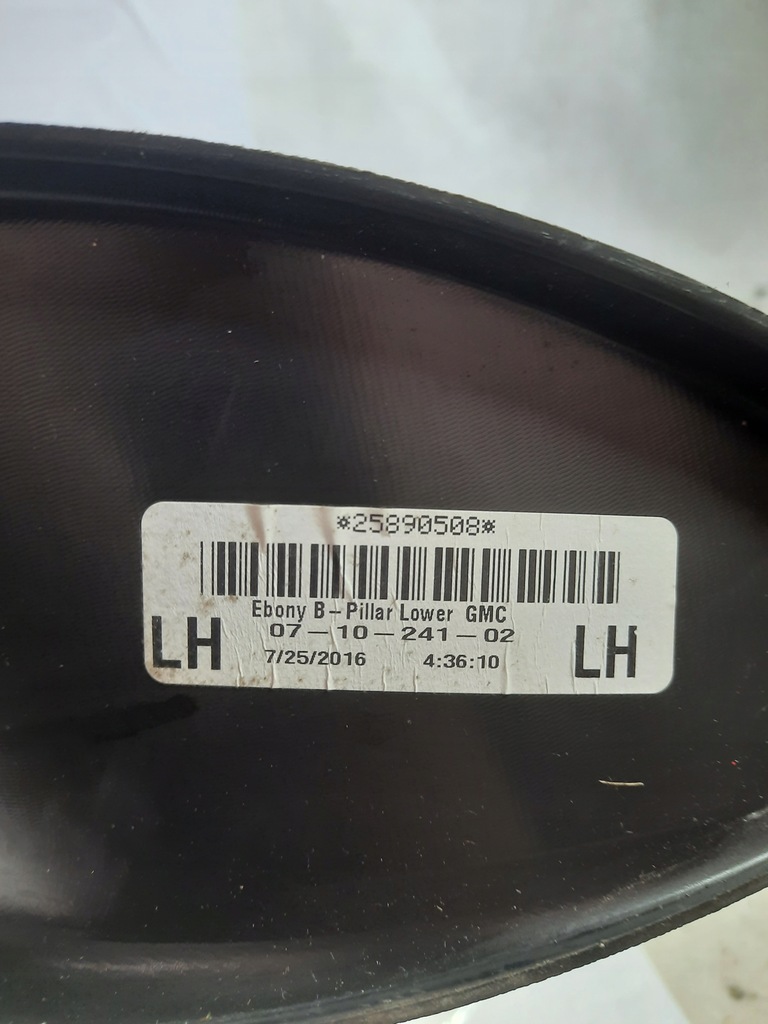 *25890508*
Ebony B-Pillar Lower GMC
07-10-241-02
LH 7/25/2016 4:36:10 LH